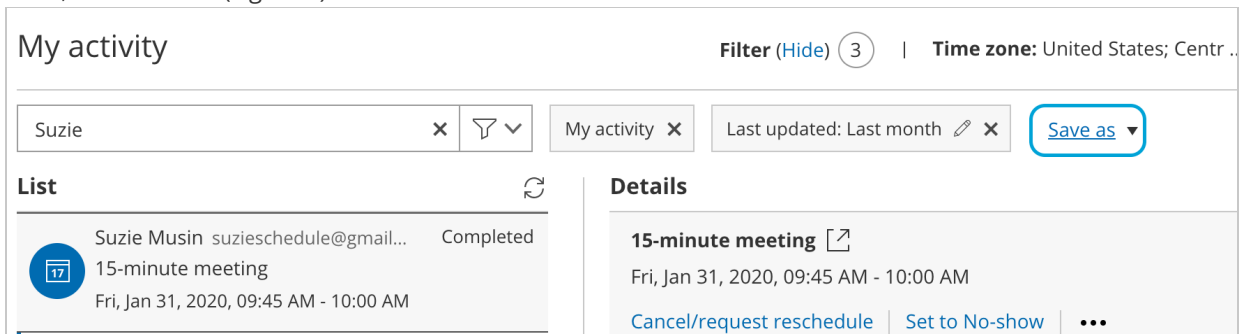 My activity
Filter (Hide) 3 | Time zone: United States; Centr ..
Suzie
My activity
Last updated: Last month
Save as
List
Details
Suzie Musin suzieschedule@gmail... Completed
17
15-minute meeting
Fri, Jan 31, 2020, 09:45 AM - 10:00 AM
15-minute meeting
Fri, Jan 31, 2020, 09:45 AM - 10:00 AM
Cancel/request reschedule | Set to No-show | •••